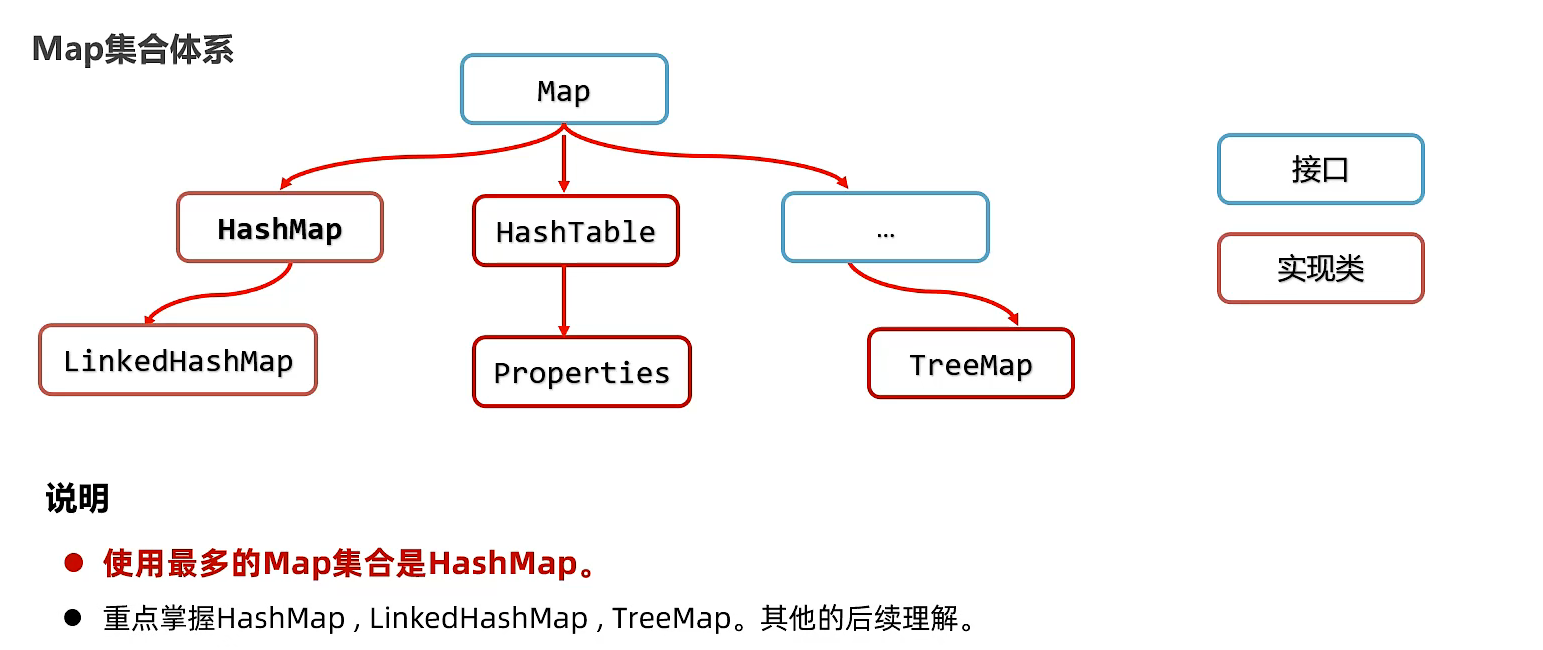 Map集合体系
Map
接口
HashMap
HashTable
...
实现类
LinkedHashMap
Properties
TreeMap
说明
使用最多的Map集合是HashMap。
重点掌握HashMap , LinkedHashMap , TreeMap。其他的后续理解。